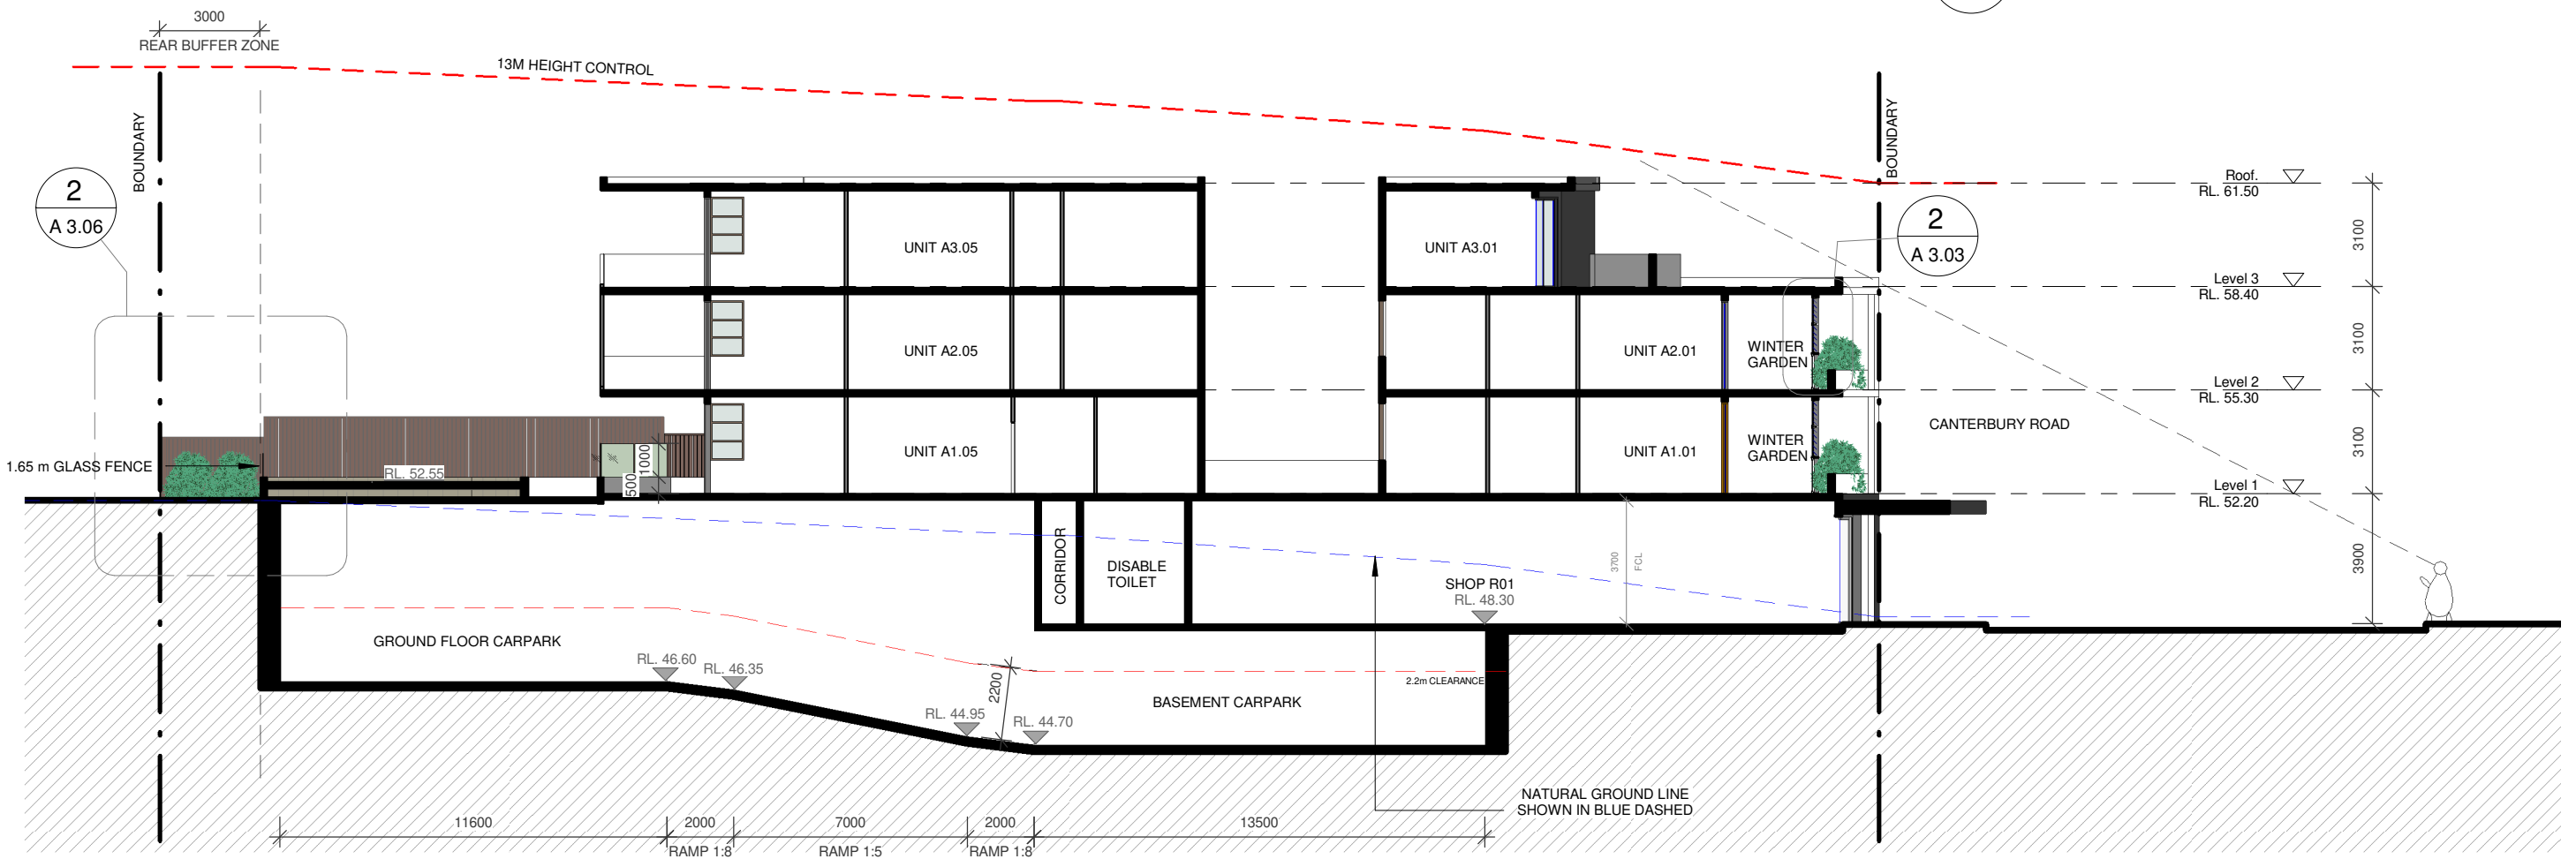 3000
REAR BUFFER ZONE
13M HEIGHT CONTROL
BOUNDARY
BOUNDARY
2
A 3.06
Roof.
RL. 61.50
2
A 3.03
3100
UNIT A3.05
UNIT A3.01
Level 3
RL. 58.40
3100
UNIT A2.05
UNIT A2.01
WINTER
GARDEN
Level 2
RL. 55.30
CANTERBURY ROAD
3100
UNIT A1.05
UNIT A1.01
WINTER
GARDEN
1.65 m GLASS FENCE
RL. 52.55
1000
500
Level 1
RL. 52.20
3900
CORRIDOR
DISABLE
TOILET
3700
FCL
SHOP R01
RL. 48.30
GROUND FLOOR CARPARK
RL. 46.60
RL. 46.35
2200
2.2m CLEARANCE
BASEMENT CARPARK
RL. 44.95
RL. 44.70
NATURAL GROUND LINE
SHOWN IN BLUE DASHED
11600
2000
7000
2000
13500
RAMP 1:8
RAMP 1:5
RAMP 1:8